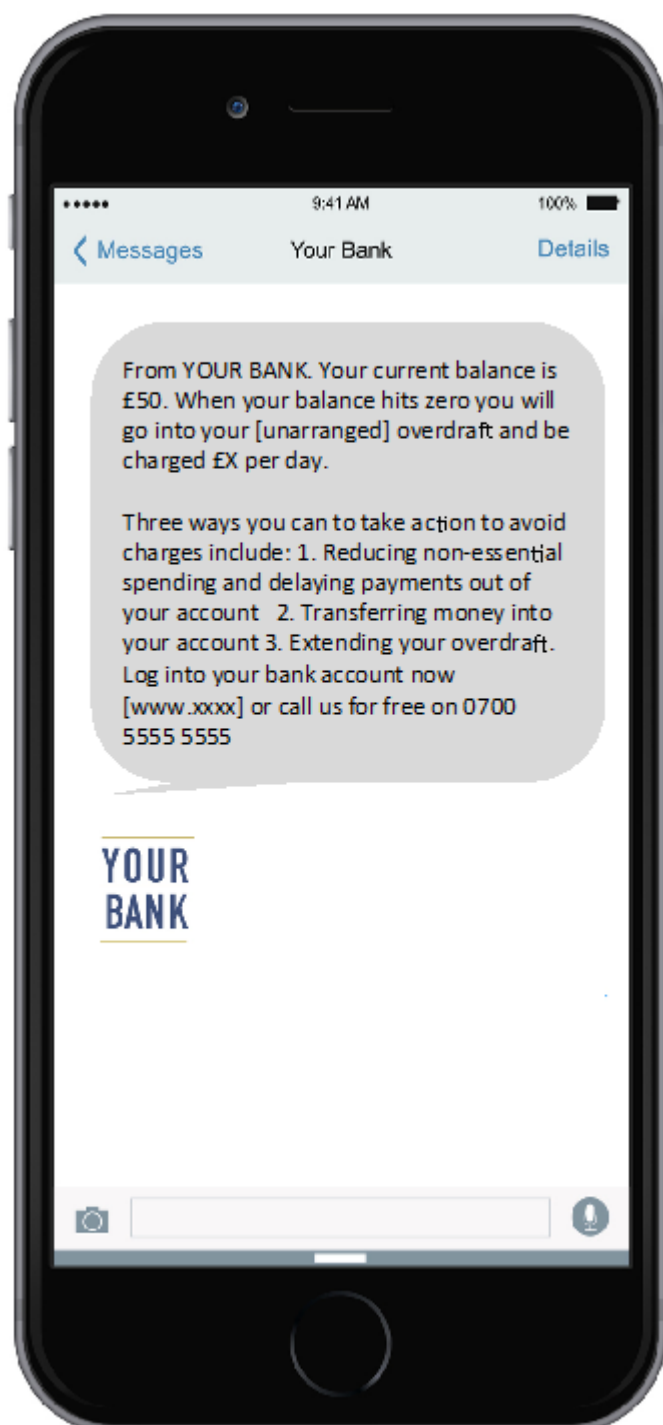 9:41 AM 100%
Messages Your Bank Details
From YOUR BANK. Your current balance is
£50. When your balance hits zero you will
go into your [unarranged] overdraft and be
charged £X per day.
Three ways you can to take action to avoid
charges include: 1. Reducing non-essential
spending and delaying payments out of
your account 2. Transferring money into
your account 3. Extending your overdraft.
Log into your bank account now
[www.xxxx] or call us for free on 0700
5555 5555
YOUR
BANK